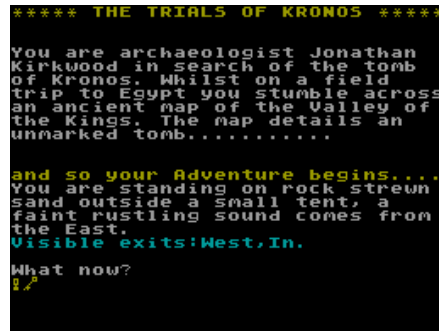 ***** THE TRIALS OF KRONOS ****
You are archaeologist Jonathan
Kirkwood in search of the tomb
of Kronos. Whilst on a field
trip to Egypt you stumble across
an ancient map of the Valley of
the Kings. The map details an
unmarked tomb...........
and so your Adventure begins....
You are standing on rock strewn
sand outside a small tent, a
faint rustling sound comes from
the East.
Visible exits:West,In.
What now?